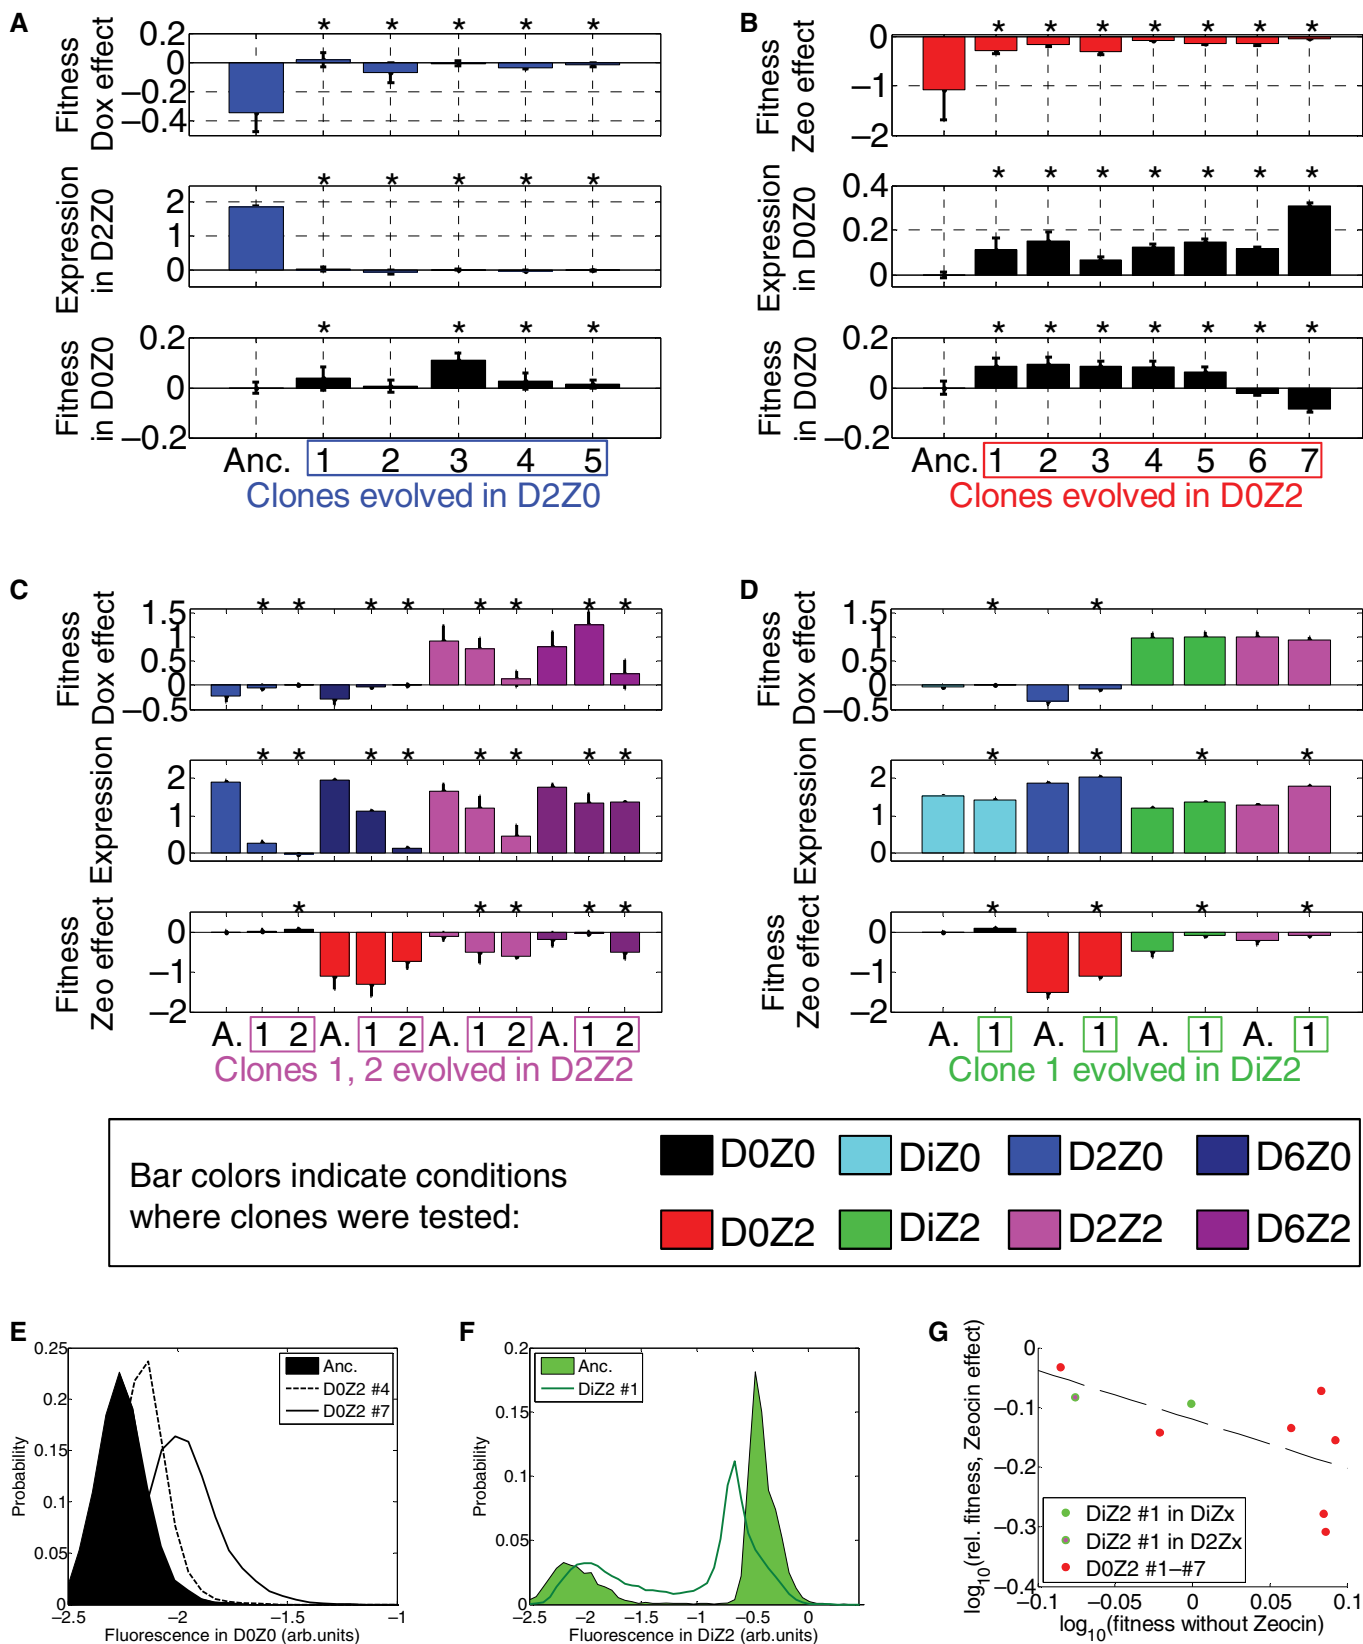 A
Fitness
Dox effect
0.2
0
−0.2
−0.4
* * * * *
Expression
in D2Z0
2
1
0
* * * * *
Fitness
in D0Z0
0.2
0
−0.2
* * * *
Anc. 1 2 3 4 5
Clones evolved in D2Z0
B
Fitness
Zeo effect
0
−1
−2
* * * * * * *
Expression
in D0Z0
0.4
0.2
0
* * * * * * *
Fitness
in D0Z0
0.2
0
−0.2
* * * * * * *
Anc. 1 2 3 4 5 6 7
Clones evolved in D0Z2
C
Fitness
Dox effect
1.5
1
0.5
0
−0.5
* * * * * * * *
Expression
2
1
0
* * * * * * * *
Fitness
Zeo effect
0
−1
−2
* * * * *
A. 1 2 A. 1 2 A. 1 2 A. 1 2
Clones 1, 2 evolved in D2Z2
D
Fitness
Dox effect
1.5
1
0.5
0
−0.5
* *
Expression
2
1
0
* * * *
Fitness
Zeo effect
0
−1
−2
* * * *
A. 1 A. 1 A. 1 A. 1
Clone 1 evolved in DiZ2
Bar colors indicate conditions
where clones were tested:
D0Z0 DiZ0 D2Z0 D6Z0
D0Z2 DiZ2 D2Z2 D6Z2
E
Probability
0.25
0.2
0.15
0.1
0.05
0
Anc.
D0Z2 #4
D0Z2 #7
−2.5 −2 −1.5 −1
Fluorescence in D0Z0 (arb.units)
F
Probability
0.2
0.15
0.1
0.05
0
Anc.
DiZ2 #1
−2.5 −2 −1.5 −1 −0.5 0
Fluorescence in DiZ2 (arb.units)
G
log10(rel. fitness, Zeocin effect)
0
−0.1
−0.2
−0.3
−0.4
DiZ2 #1 in DiZx
DiZ2 #1 in D2Zx
D0Z2 #1−#7
−0.1 −0.05 0 0.05 0.1
log10(fitness without Zeocin)